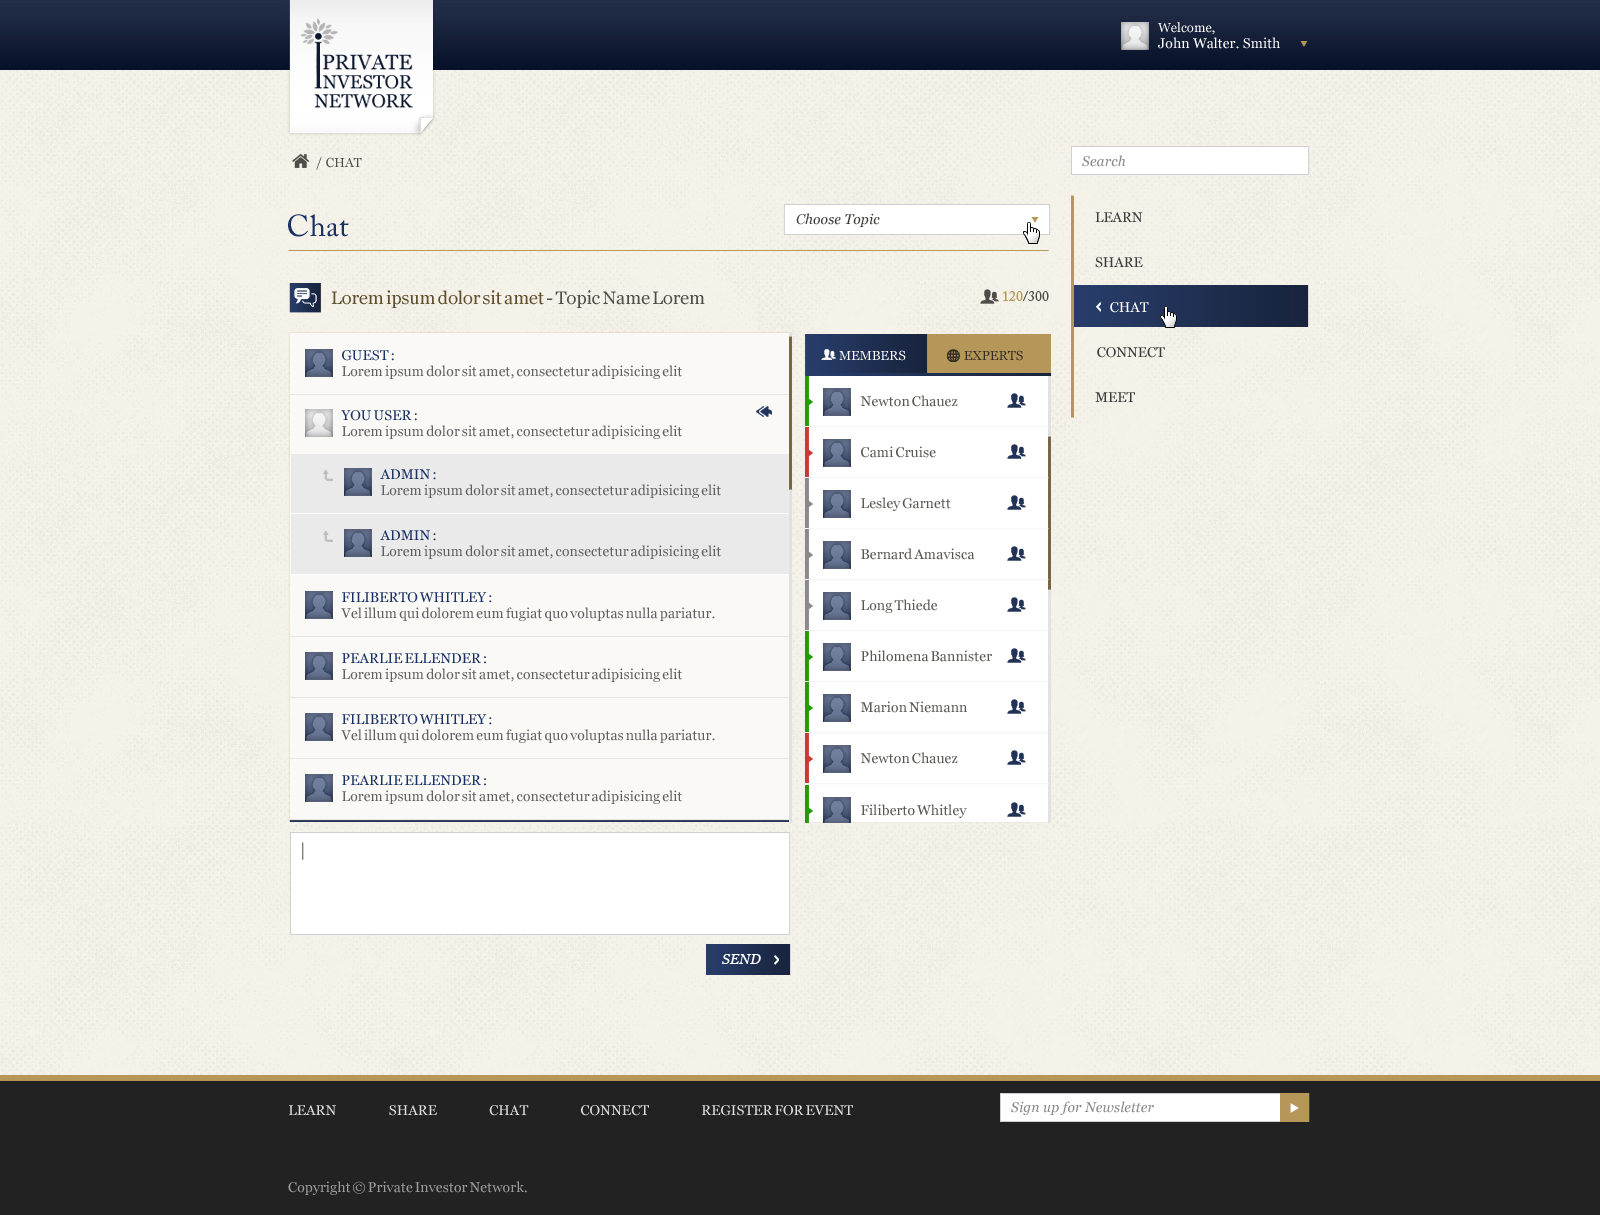 Welcome,
John Walter. Smith
PRIVATE
INVESTOR
NETWORK
/ CHAT
Search
Chat
Choose Topic
LEARN
SHARE
CHAT
CONNECT
MEET
Lorem ipsum dolor sit amet - Topic Name Lorem
120/300
GUEST :
Lorem ipsum dolor sit amet, consectetur adipisicing elit
YOU USER :
Lorem ipsum dolor sit amet, consectetur adipisicing elit
ADMIN :
Lorem ipsum dolor sit amet, consectetur adipisicing elit
ADMIN :
Lorem ipsum dolor sit amet, consectetur adipisicing elit
FILIBERTO WHITLEY :
Vel illum qui dolorem eum fugiat quo voluptas nulla pariatur.
PEARLIE ELLENDER :
Lorem ipsum dolor sit amet, consectetur adipisicing elit
FILIBERTO WHITLEY :
Vel illum qui dolorem eum fugiat quo voluptas nulla pariatur.
PEARLIE ELLENDER :
Lorem ipsum dolor sit amet, consectetur adipisicing elit
MEMBERS
EXPERTS
Newton Chauez
Cami Cruise
Lesley Garnett
Bernard Amavisca
Long Thiede
Philomena Bannister
Marion Niemann
Newton Chauez
Filiberto Whitley
SEND
LEARN
SHARE
CHAT
CONNECT
REGISTER FOR EVENT
Sign up for Newsletter
Copyright © Private Investor Network.